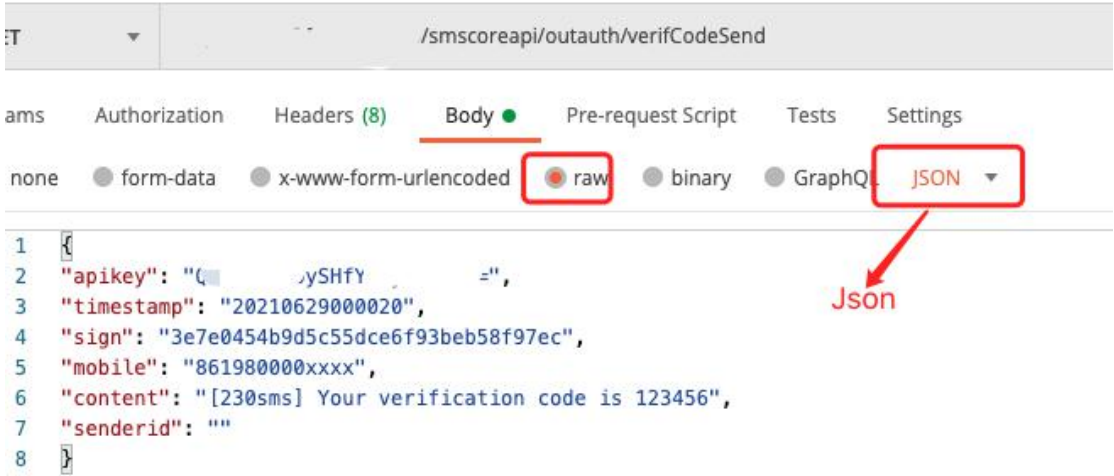 ET /smscoreapi/outauth/verifCodeSend
ams Authorization Headers (8) Body Pre-request Script Tests Settings
none form-data x-www-form-urlencoded raw binary GraphQL JSON
1 {
2 "apikey": " ySHfY =",
3 "timestamp": "20210629000020",
Json
4 "sign": "3e7e0454b9d5c55dce6f93beb58f97ec",
5 "mobile": "861980000xxxx",
6 "content": "[230sms] Your verification code is 123456",
7 "senderid": ""
8 }